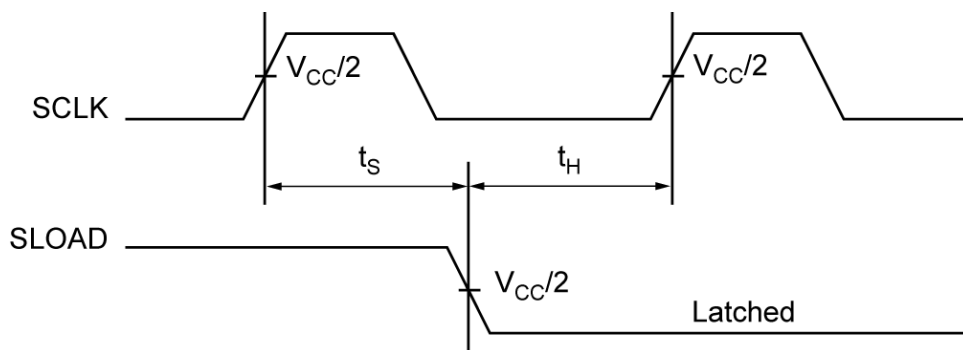 V_CC/2 V_CC/2
SCLK
t_S t_H
SLOAD
V_CC/2
Latched